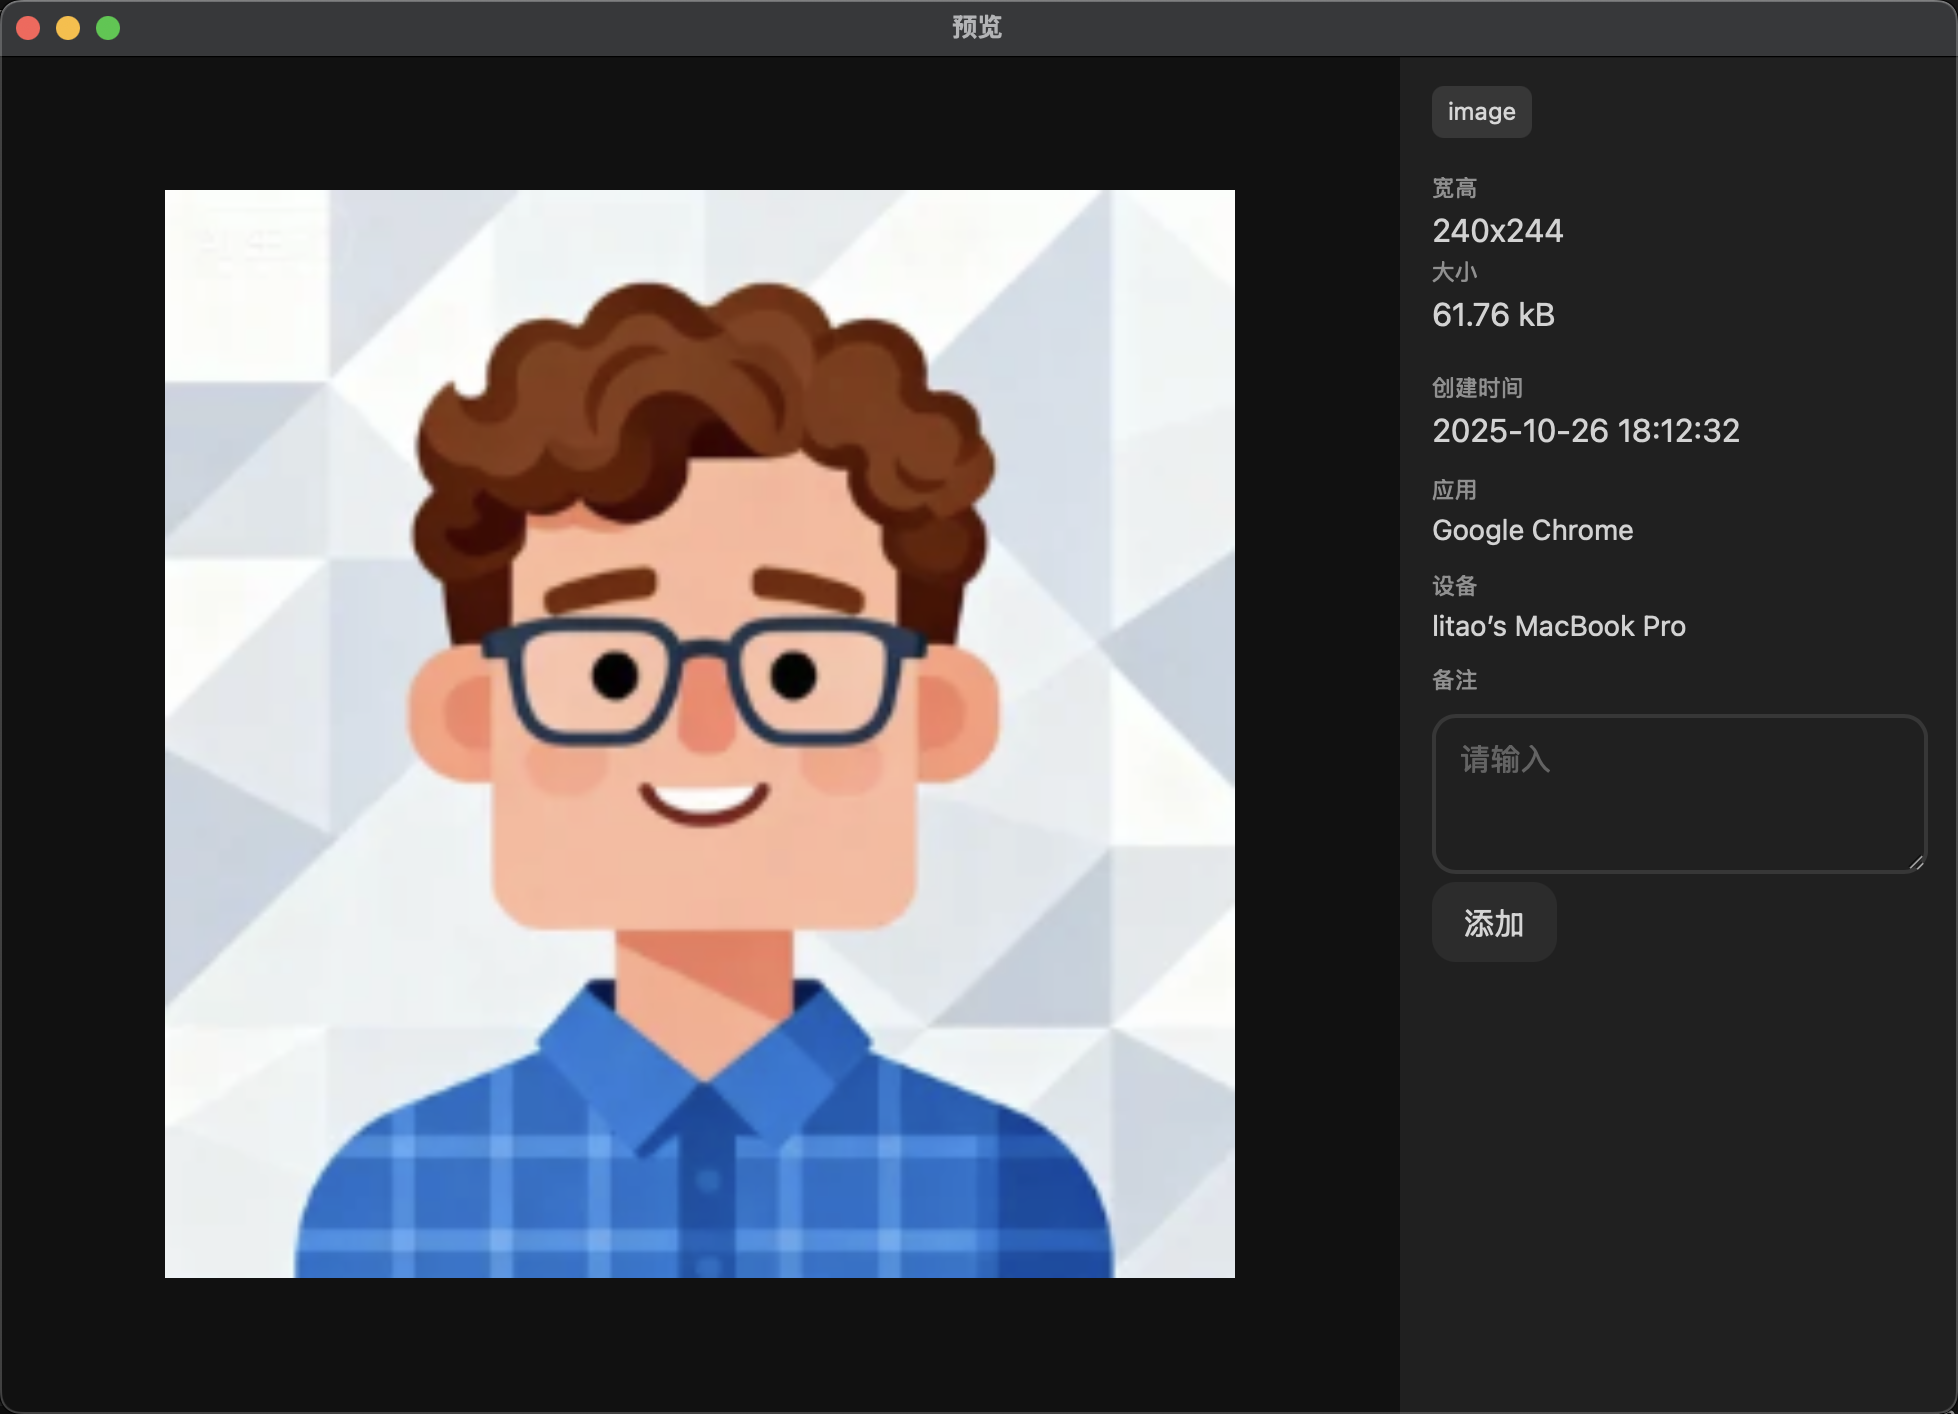 预览
image
宽高
240x244
大小
61.76 kB
创建时间
2025-10-26 18:12:32
应用
Google Chrome
设备
litao’s MacBook Pro
备注
请输入
添加